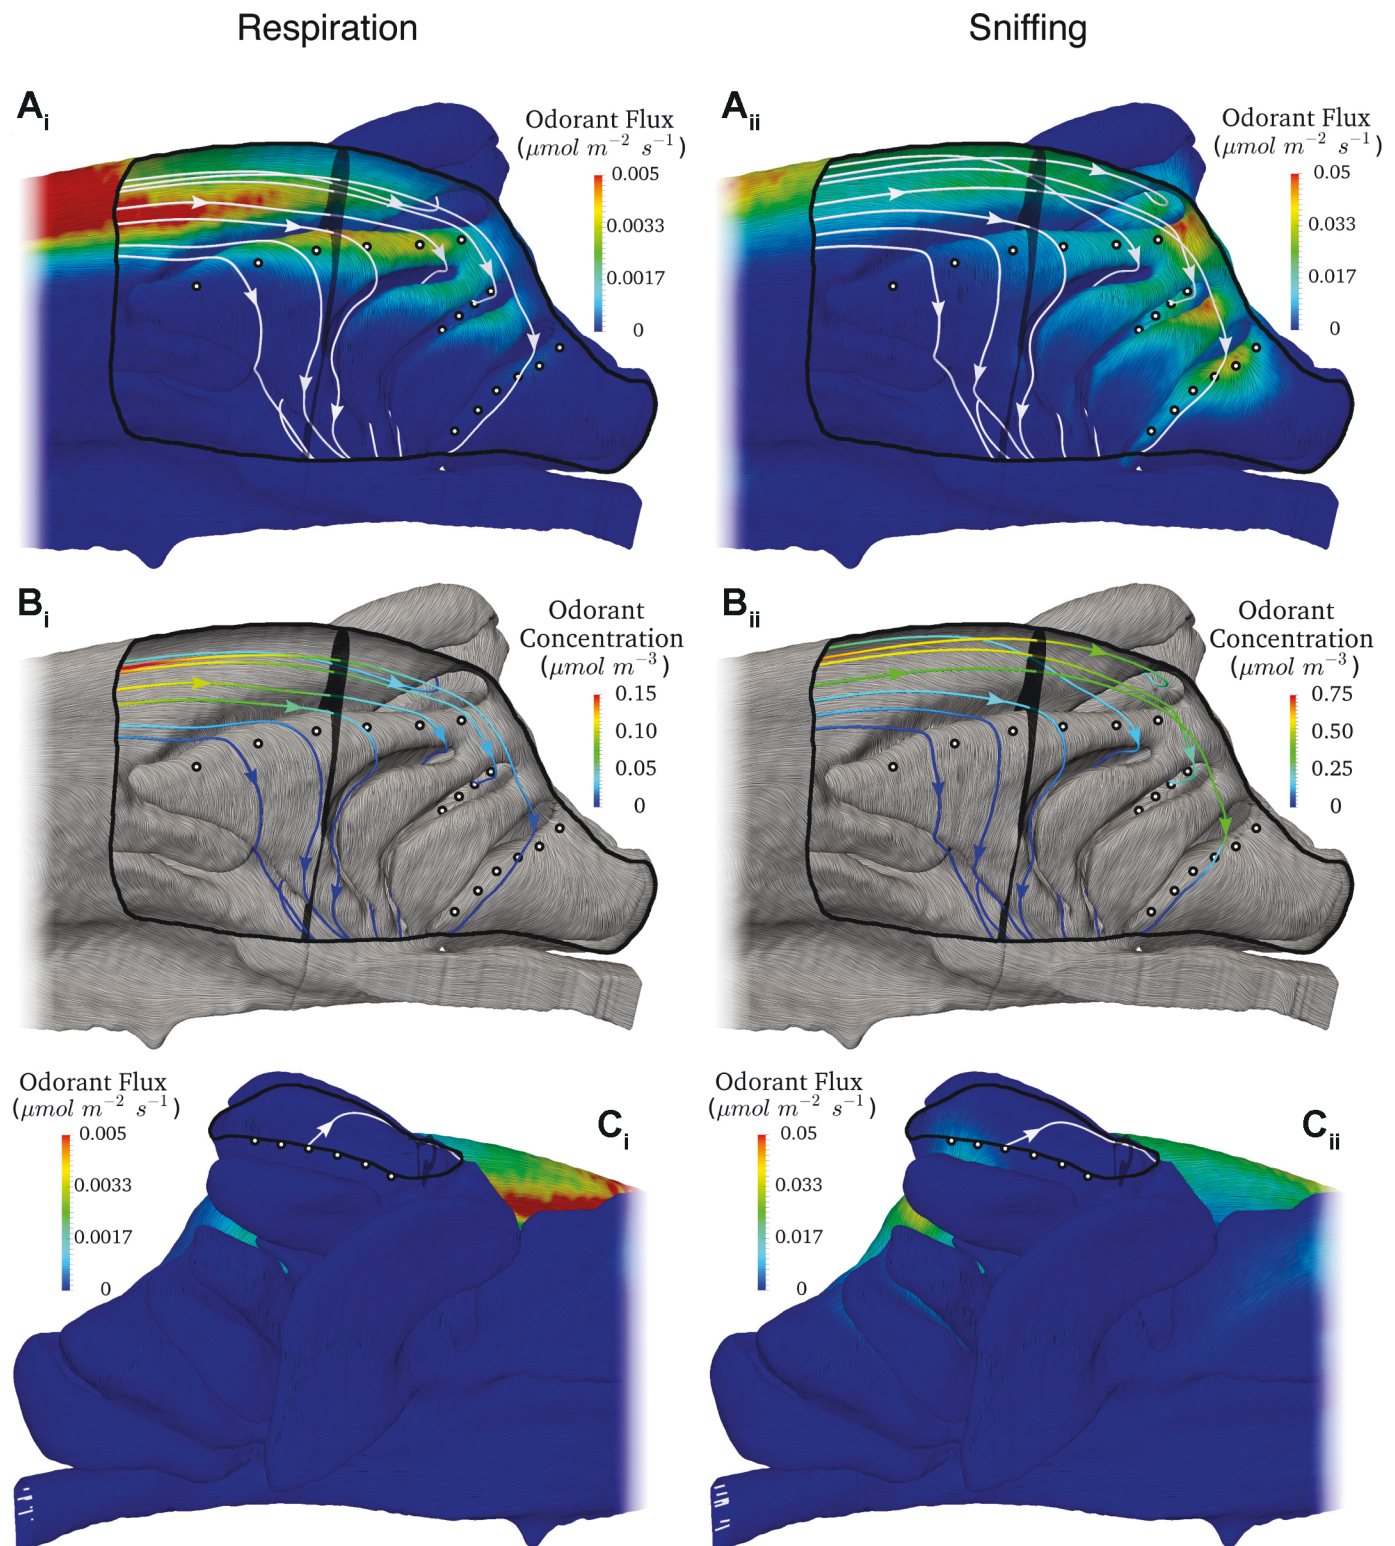 Respiration
Sniffing
Ai
Odorant Flux
(μmol m⁻² s⁻¹)
0.005
0.0033
0.0017
0
Aii
Odorant Flux
(μmol m⁻² s⁻¹)
0.05
0.033
0.017
0
Bi
Odorant
Concentration
(μmol m⁻³)
0.15
0.10
0.05
0
Bii
Odorant
Concentration
(μmol m⁻³)
0.75
0.50
0.25
0
Odorant Flux
(μmol m⁻² s⁻¹)
0.005
0.0033
0.0017
0
Ci
Odorant Flux
(μmol m⁻² s⁻¹)
0.05
0.033
0.017
0
Cii